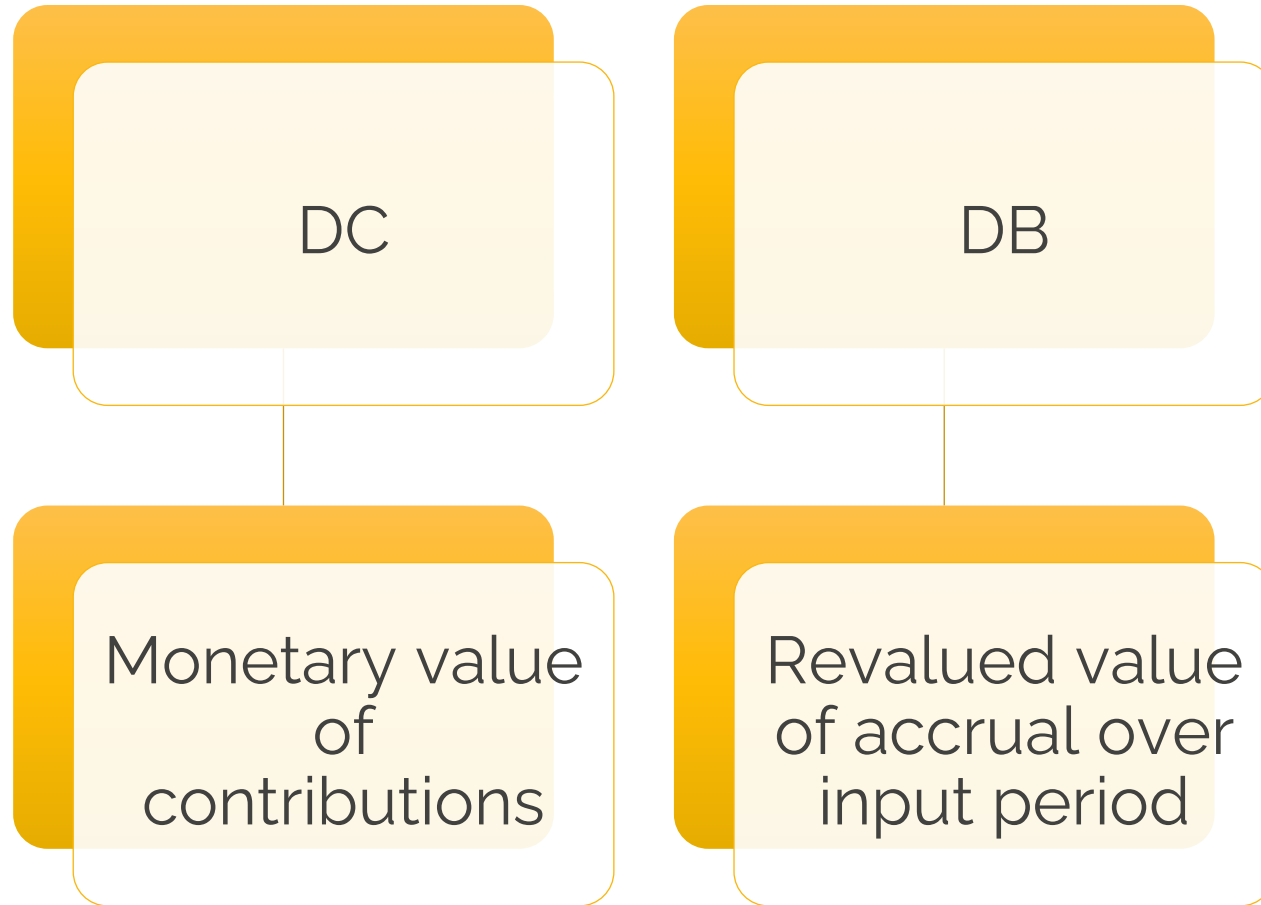 DC
Monetary value
of
contributions
DB
Revalued value
of accrual over
input period